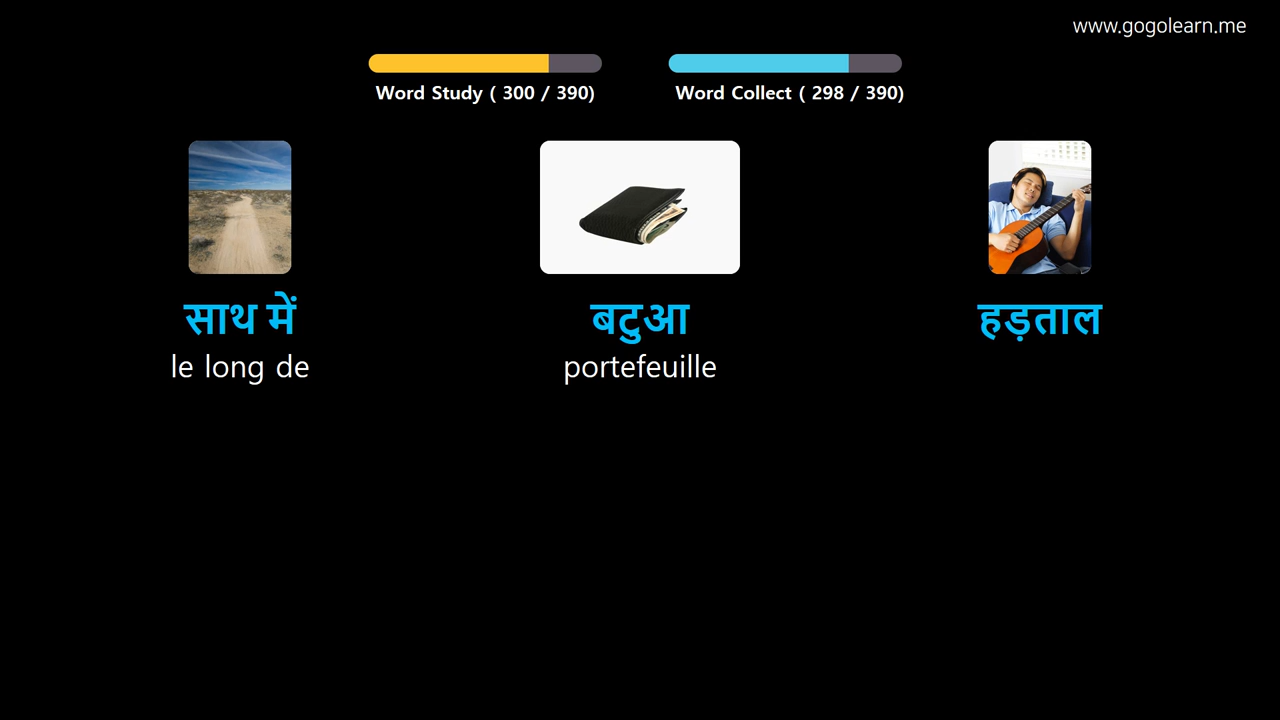 www.gogolearn.me
Word Study ( 300 / 390)
Word Collect ( 298 / 390)
साथ में
le long de
बटुआ
portefeuille
हड़ताल